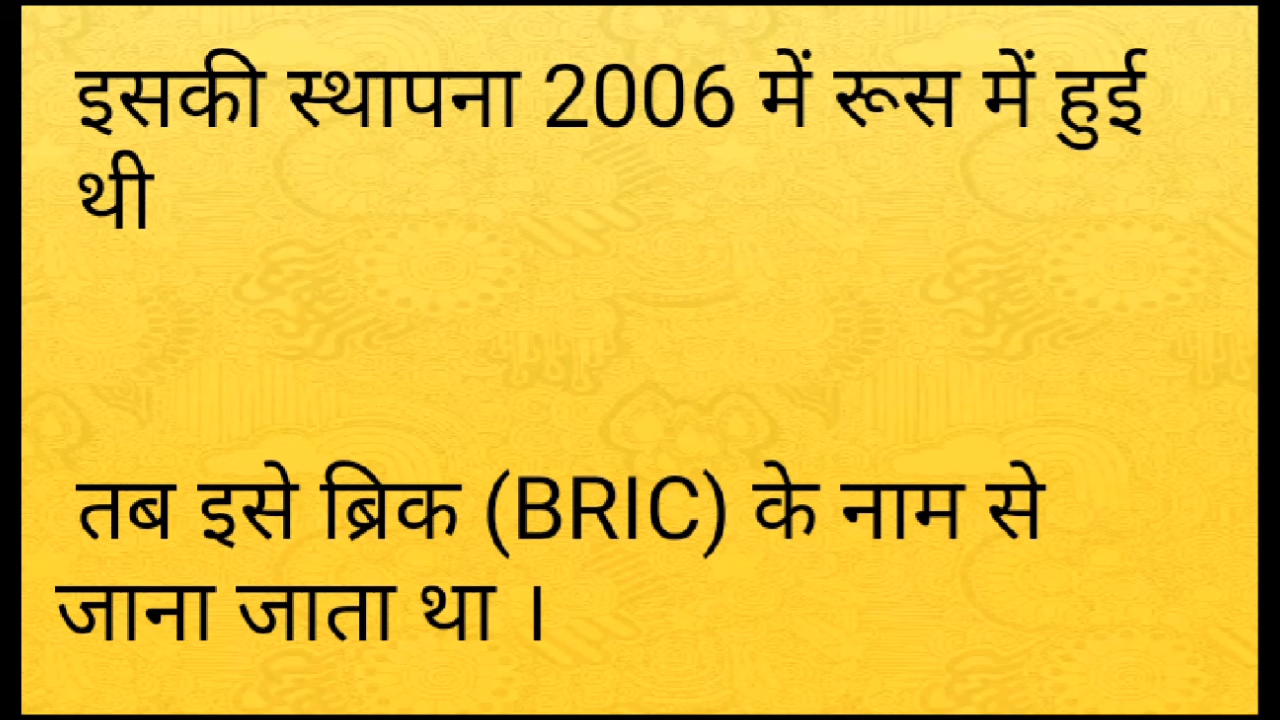 इसकी स्थापना 2006 में रूस में हुई
थी
तब इसे ब्रिक (BRIC) के नाम से
जाना जाता था ।